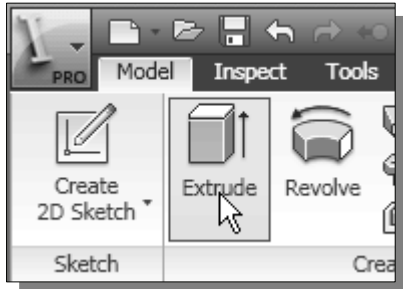 PRO
Model Inspect Tools
Create
2D Sketch
Extrude
Revolve
Sketch
Crea